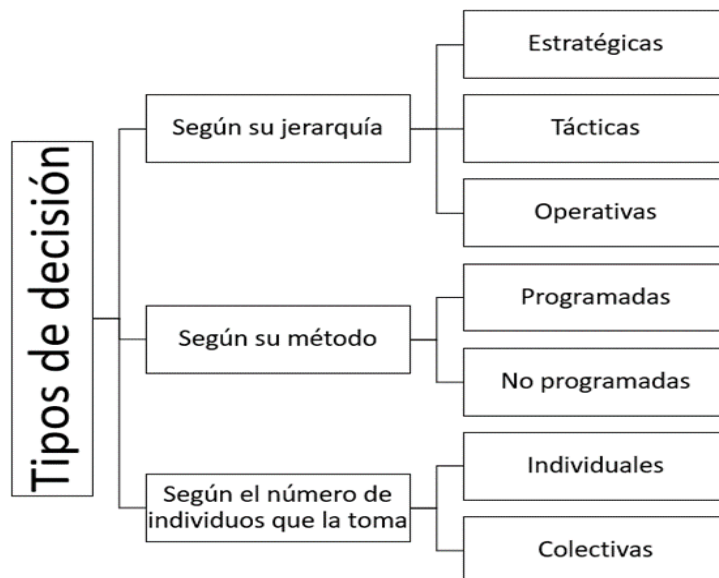 Tipos de decisión
Según su jerarquía
Estratégicas
Tácticas
Operativas
Según su método
Programadas
No programadas
Según el número de
individuos que la toma
Individuales
Colectivas